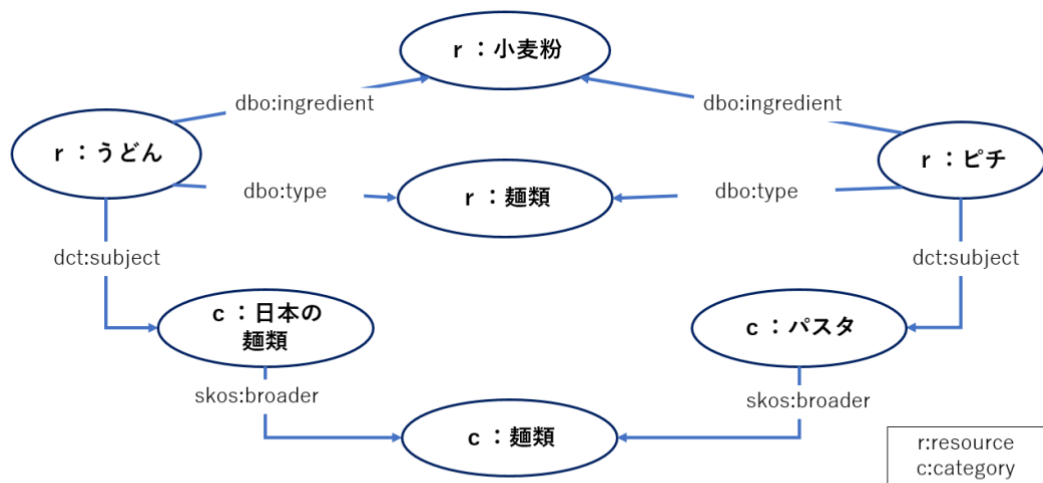 r：小麦粉
dbo:ingredient
dbo:ingredient
r：うどん
r：ピチ
dbo:type
r：麺類
dbo:type
dct:subject
dct:subject
c：日本の
麺類
c：パスタ
skos:broader
skos:broader
c：麺類
r:resource
c:category